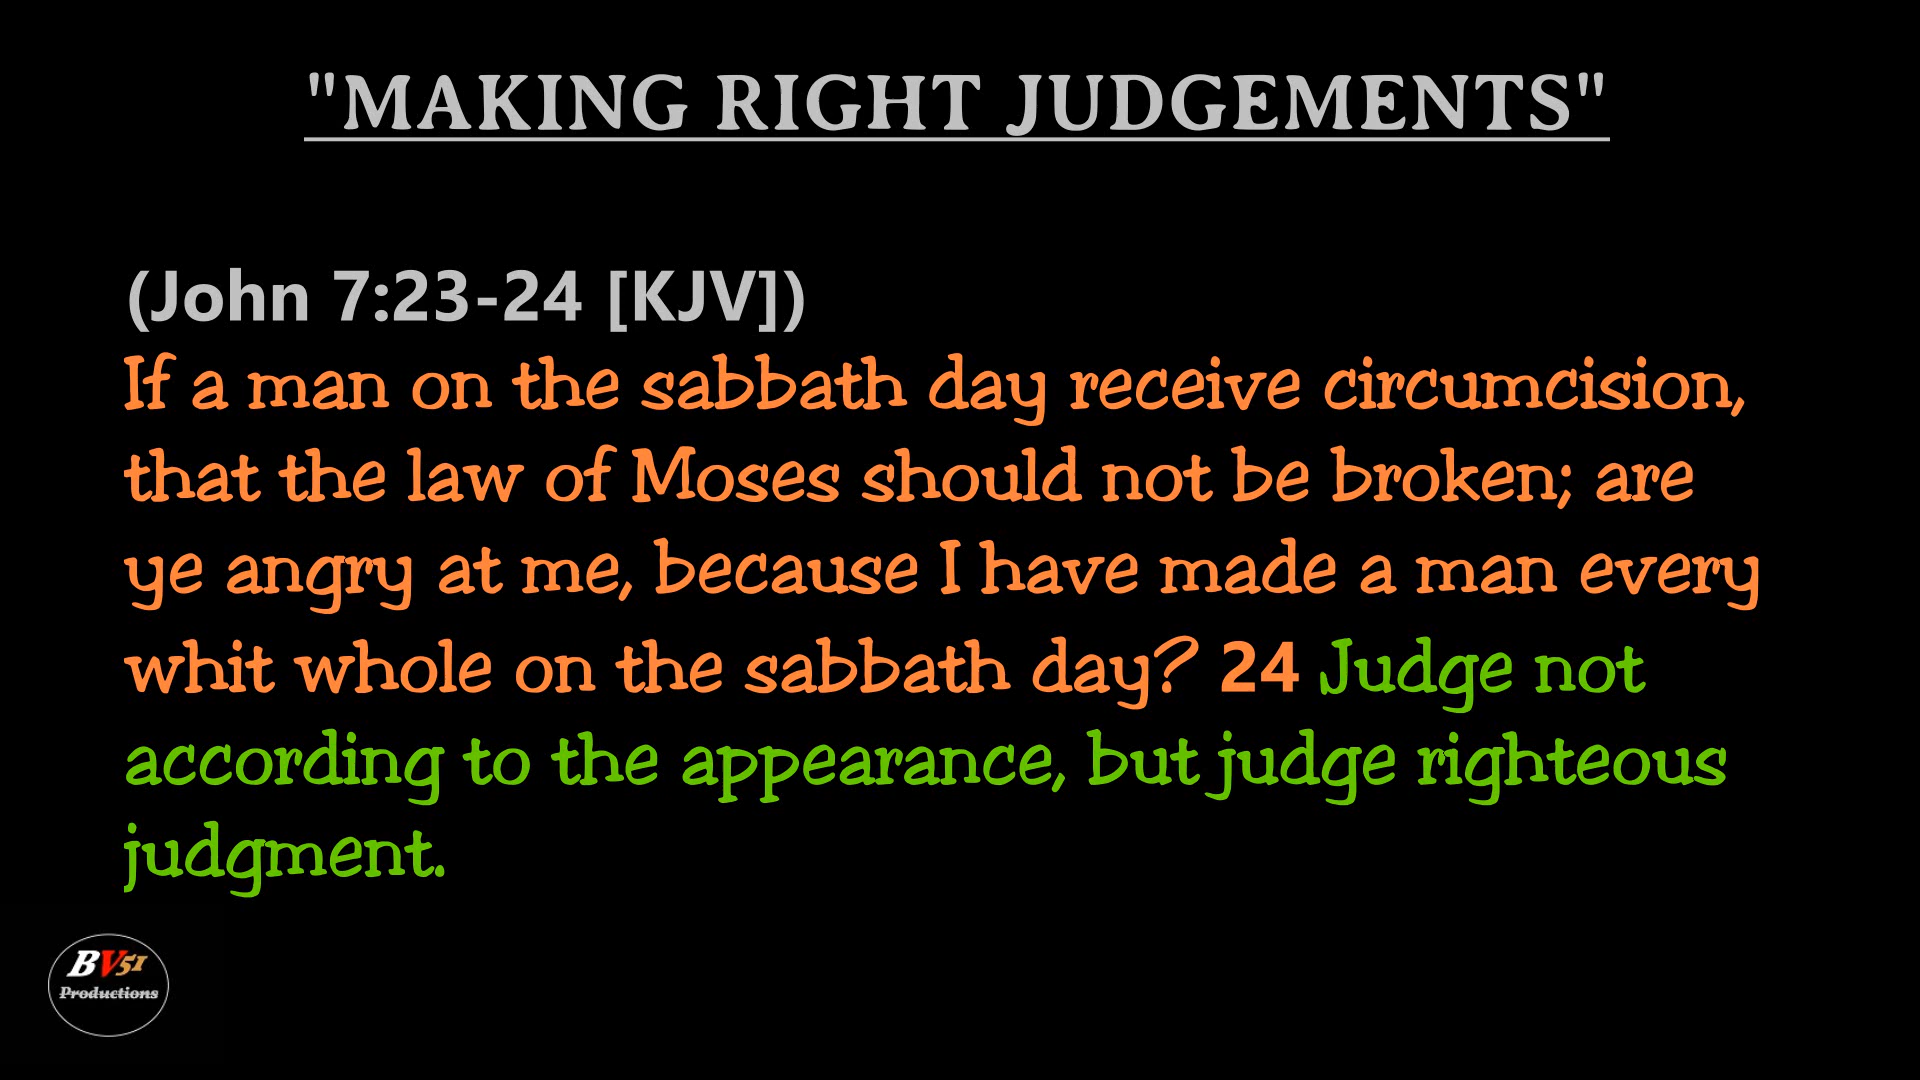 "MAKING RIGHT JUDGEMENTS"
(John 7:23-24 [KJV])
If a man on the sabbath day receive circumcision,
that the law of Moses should not be broken; are
ye angry at me, because I have made a man every
whit whole on the sabbath day? 24 Judge not
according to the appearance, but judge righteous
judgment.
BV51
Productions